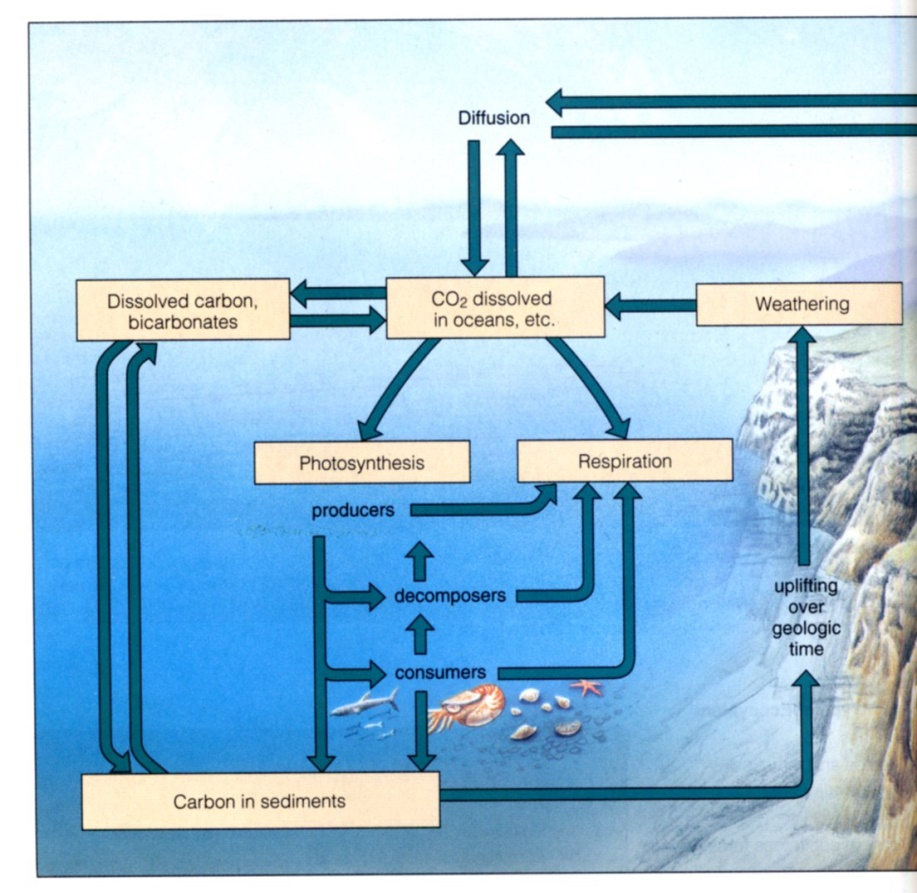 Diffusion
Dissolved carbon,
bicarbonates
CO₂ dissolved
in oceans, etc.
Weathering
Photosynthesis
Respiration
producers
decomposers
consumers
uplifting
over
geologic
time
Carbon in sediments